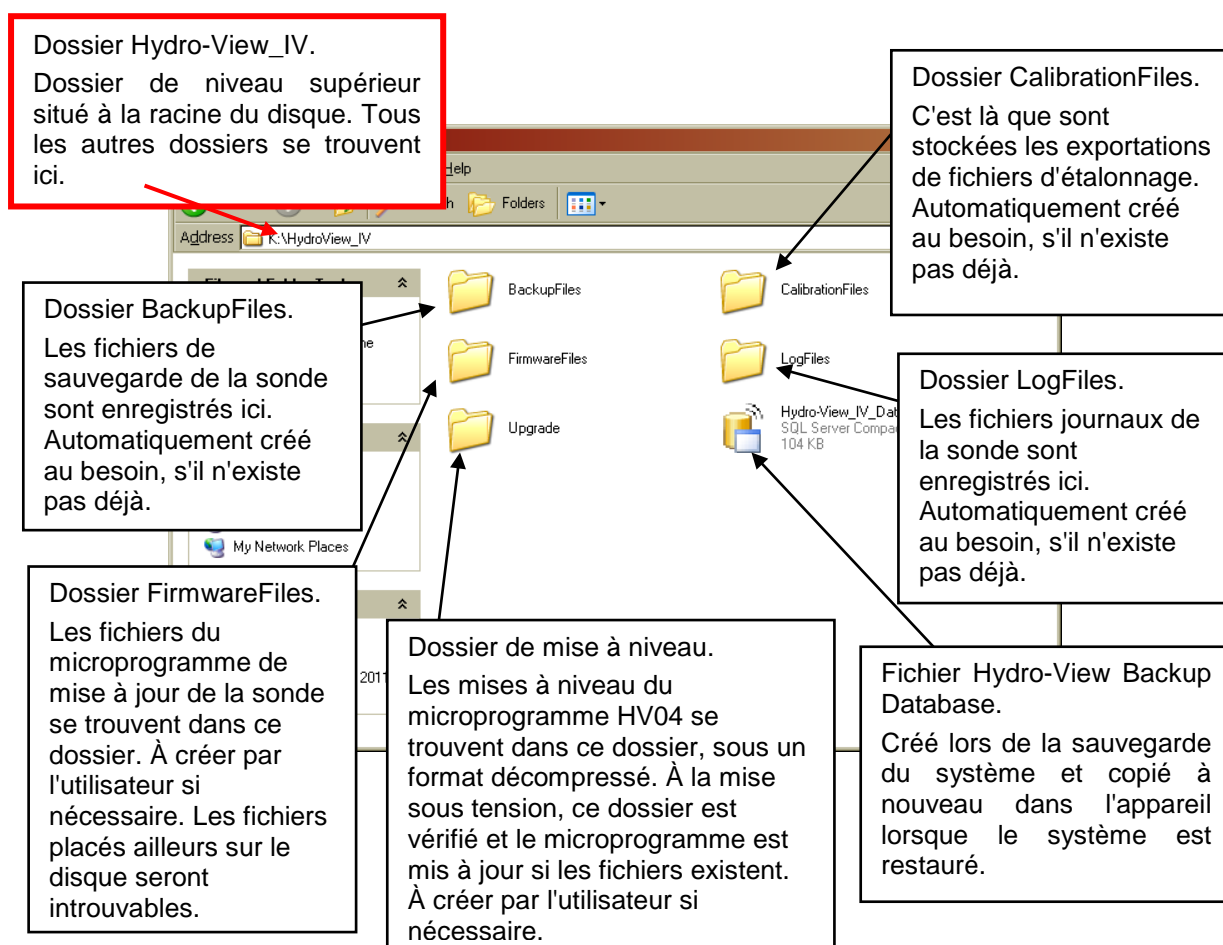 Dossier Hydro-View_IV.
Dossier de niveau supérieur
situé à la racine du disque. Tous
les autres dossiers se trouvent
ici.
Dossier CalibrationFiles.
C'est là que sont
stockées les exportations
de fichiers d'étalonnage.
Automatiquement créé
au besoin, s'il n'existe
pas déjà.
Help
Folders
Address K:\HydroView_IV
BackupFiles
CalibrationFiles
FirmwareFiles
LogFiles
Upgrade
Hydro-View_IV_Dat
SQL Server Compac
104 KB
My Network Places
2011
Dossier BackupFiles.
Les fichiers de
sauvegarde de la sonde
sont enregistrés ici.
Automatiquement créé
au besoin, s'il n'existe
pas déjà.
Dossier LogFiles.
Les fichiers journaux de
la sonde sont
enregistrés ici.
Automatiquement créé
au besoin, s'il n'existe
pas déjà.
Dossier FirmwareFiles.
Les fichiers du
microprogramme de
mise à jour de la sonde
se trouvent dans ce
dossier. À créer par
l'utilisateur si
nécessaire. Les fichiers
placés ailleurs sur le
disque seront
introuvables.
Dossier de mise à niveau.
Les mises à niveau du
microprogramme HV04 se
trouvent dans ce dossier, sous un
format décompressé. À la mise
sous tension, ce dossier est
vérifié et le microprogramme est
mis à jour si les fichiers existent.
À créer par l'utilisateur si
nécessaire.
Fichier Hydro-View Backup
Database.
Créé lors de la sauvegarde
du système et copié à
nouveau dans l'appareil
lorsque le système est
restauré.